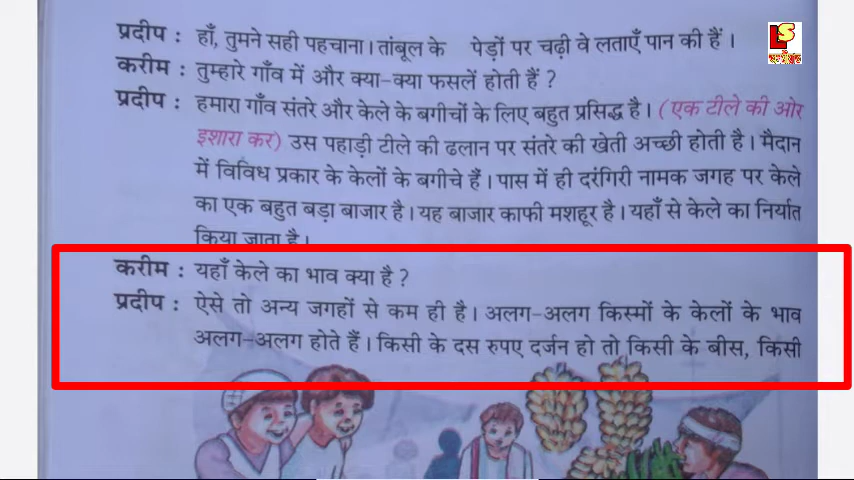 प्रदीप : हाँ, तुमने सही पहचाना। तांबूल के पेड़ों पर चढ़ी वे लताएँ पान की हैं।
करीम : तुम्हारे गाँव में और क्या-क्या फसलें होती हैं ?
प्रदीप : हमारा गाँव संतरे और केले के बगीचों के लिए बहुत प्रसिद्ध है। (एक टीले की ओर
इशारा कर) उस पहाड़ी टीले की ढलान पर संतरे की खेती अच्छी होती है। मैदान
में विविध प्रकार के केलों के बगीचे हैं। पास में ही दरंगिरी नामक जगह पर केले
का एक बहुत बड़ा बाजार है। यह बाजार काफी मशहूर है। यहाँ से केले का निर्यात
किया जाता है।
करीम : यहाँ केले का भाव क्या है ?
प्रदीप : ऐसे तो अन्य जगहों से कम ही है। अलग-अलग किस्मों के केलों के भाव
अलग-अलग होते हैं। किसी के दस रुपए दर्जन हो तो किसी के बीस, किसी
LS